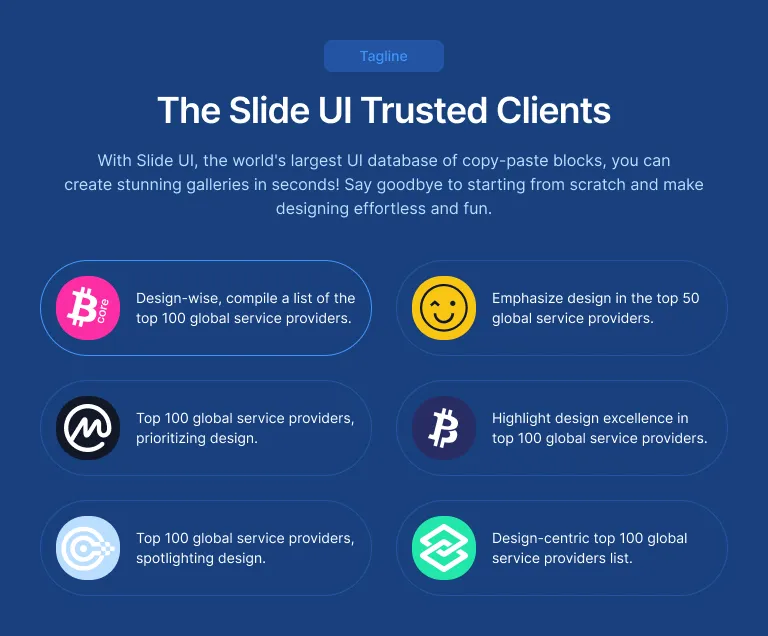 Tagline
The Slide UI Trusted Clients
With Slide UI, the world's largest UI database of copy-paste blocks, you can
create stunning galleries in seconds! Say goodbye to starting from scratch and make
designing effortless and fun.
core
Design-wise, compile a list of the
top 100 global service providers.
Emphasize design in the top 50
global service providers.
Top 100 global service providers,
prioritizing design.
Highlight design excellence in
top 100 global service providers.
Top 100 global service providers,
spotlighting design.
Design-centric top 100 global
service providers list.